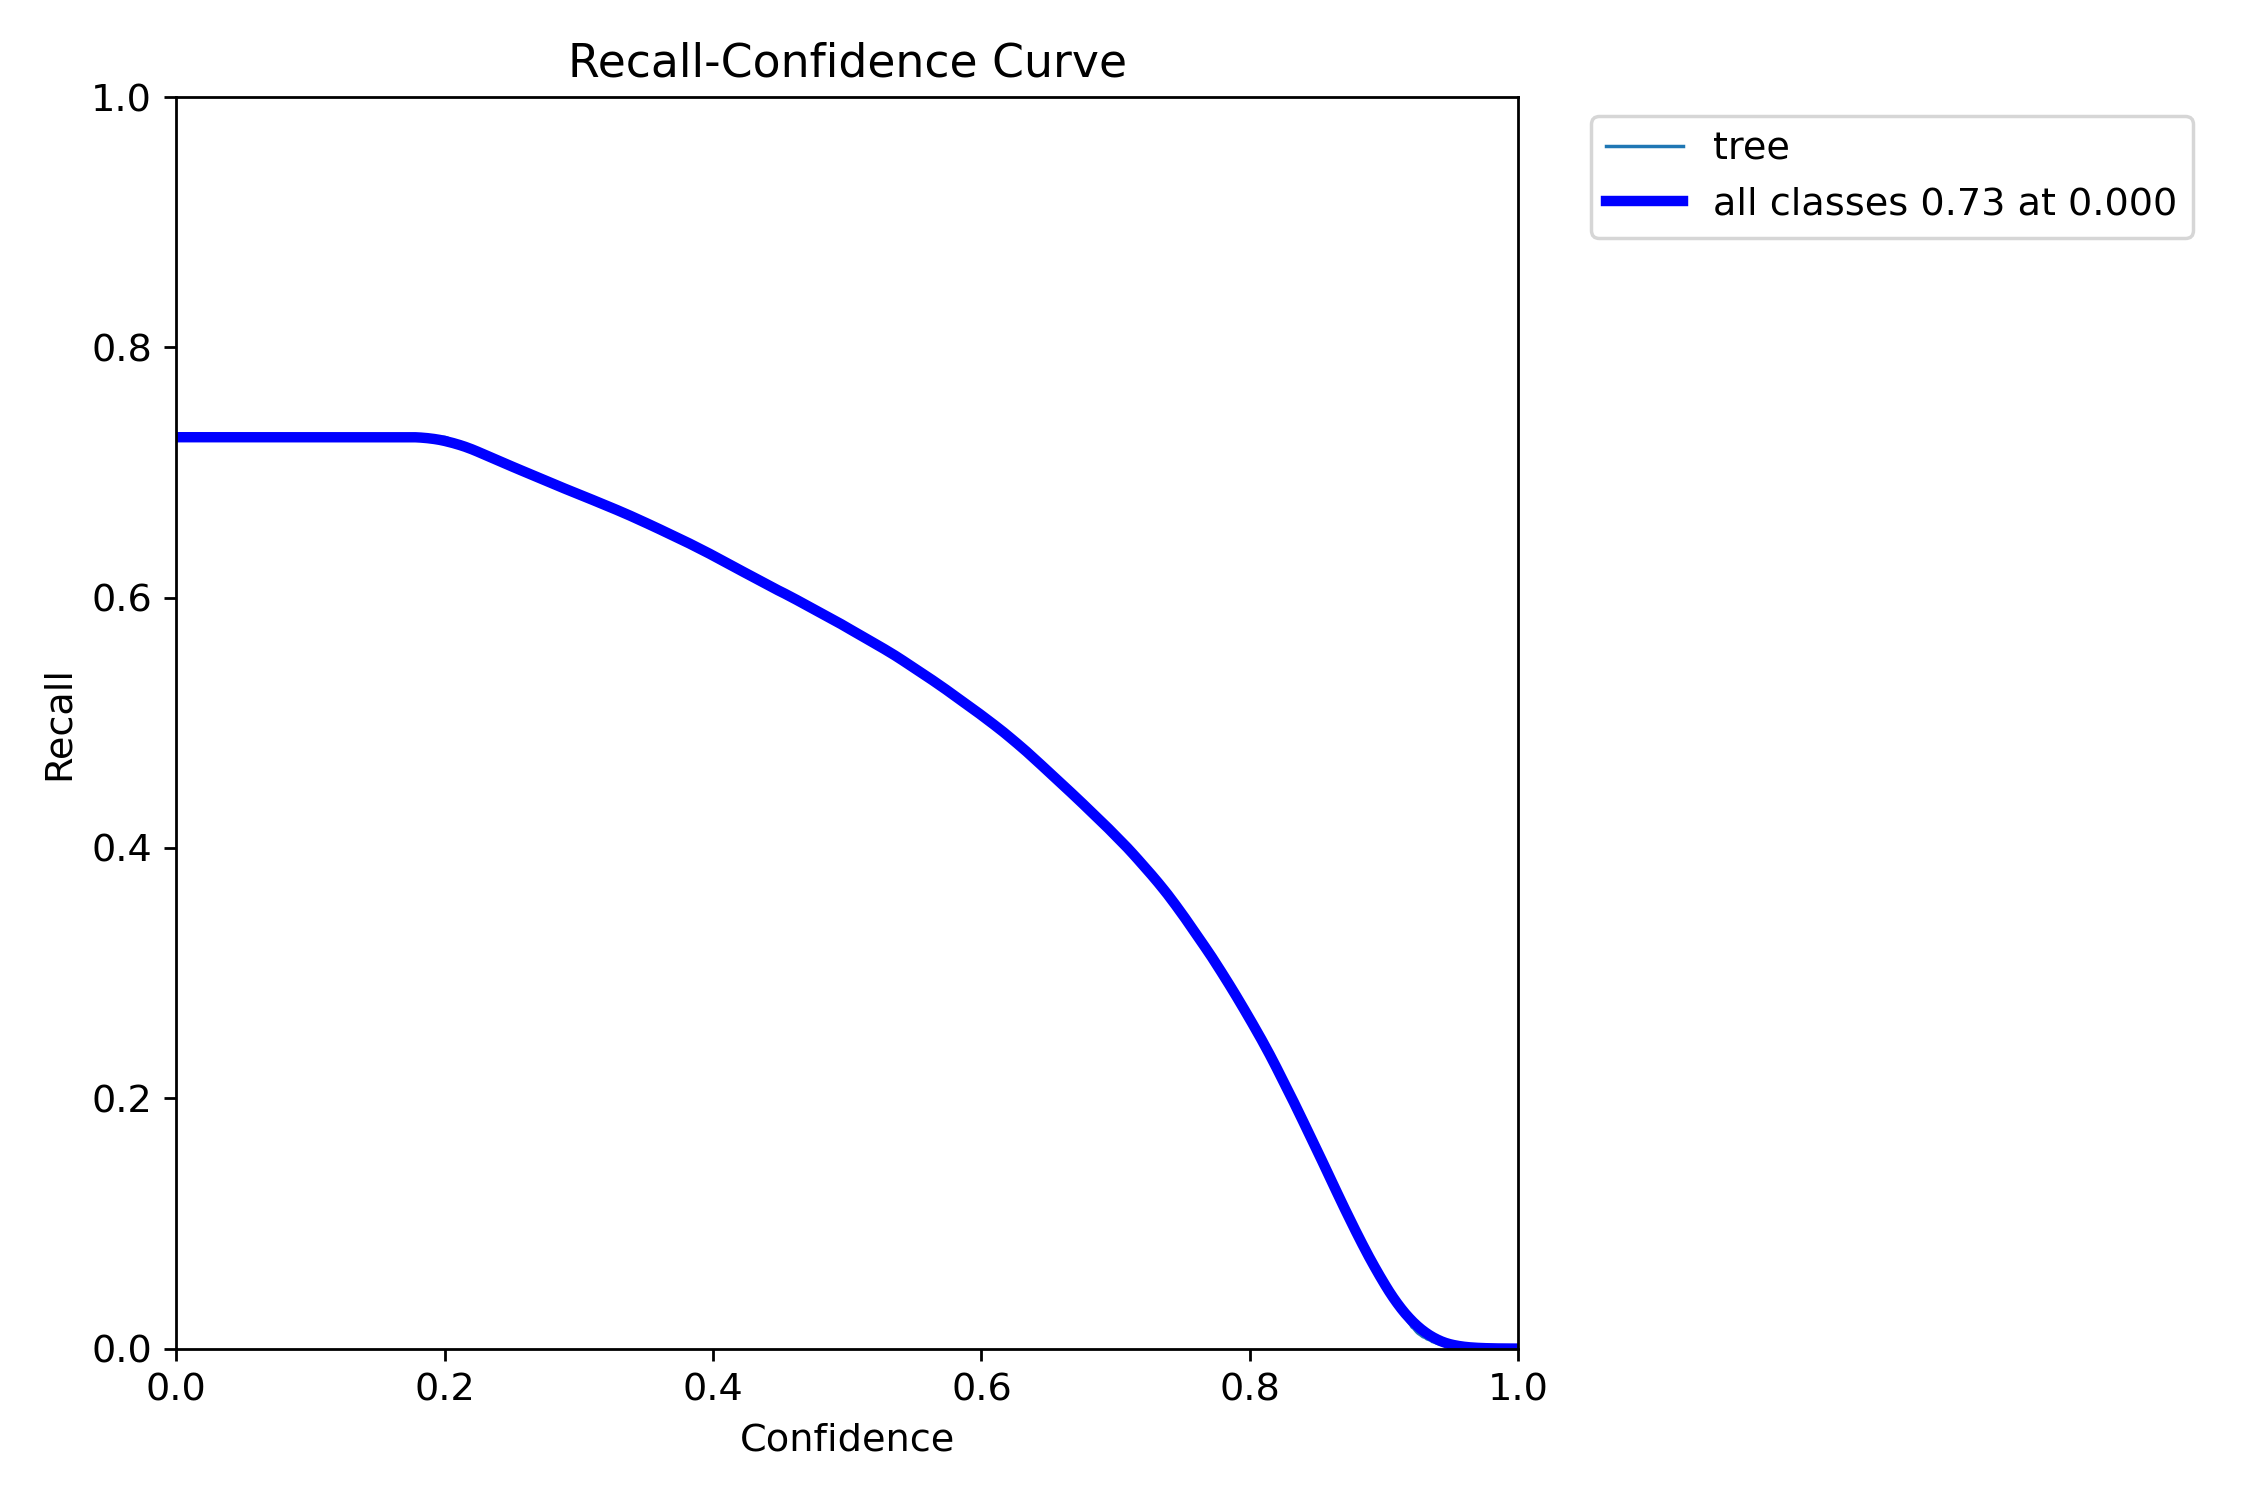 Recall-Confidence Curve
1.0
0.8
0.6
0.4
0.2
0.0
Recall
0.0 0.2 0.4 0.6 0.8 1.0
Confidence
tree
all classes 0.73 at 0.000